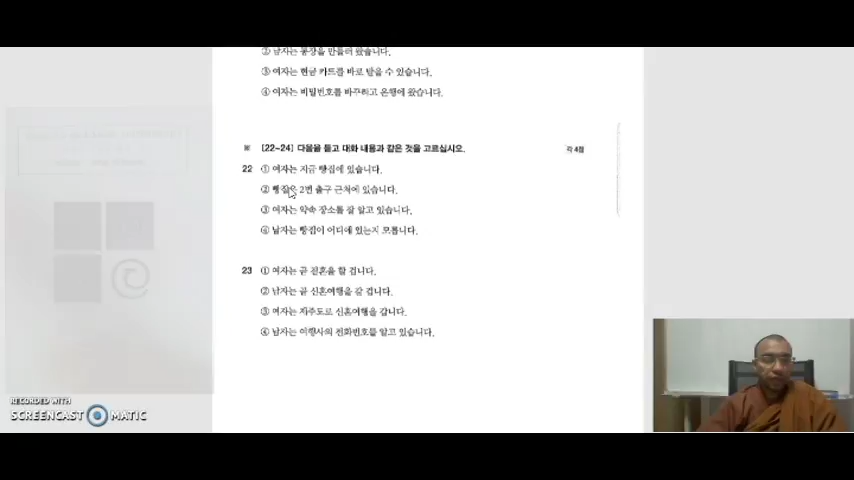 ② 남자는 통장을 만들러 왔습니다.
③ 여자는 현금 카드를 바로 받을 수 있습니다.
④ 여자는 비밀번호를 바꾸려고 은행에 왔습니다.
※ [22~24] 다음을 듣고 대화 내용과 같은 것을 고르십시오. 각 4점
22 ① 여자는 지금 빵집에 있습니다.
② 빵집은 2번 출구 근처에 있습니다.
③ 여자는 약속 장소를 잘 알고 있습니다.
④ 남자는 빵집이 어디에 있는지 모릅니다.
23 ① 여자는 곧 결혼을 할 겁니다.
② 남자는 곧 신혼여행을 갈 겁니다.
③ 여자는 제주도로 신혼여행을 갑니다.
④ 남자는 여행사의 전화번호를 알고 있습니다.
RECORDED WITH
SCREENCAST MATIC